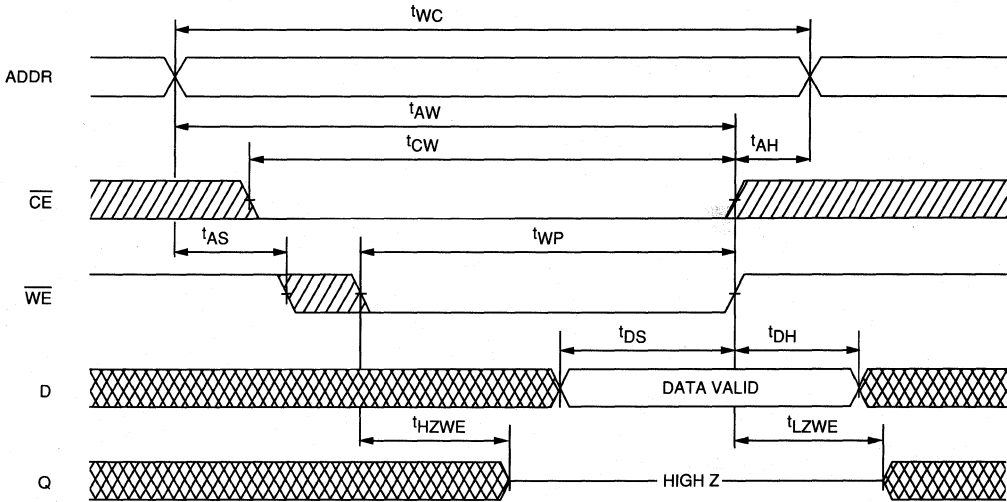 tWC
ADDR
tAW
tCW
tAH
CE
tAS
tWP
WE
tDS
tDH
D
DATA VALID
tHZWE
tLZWE
Q
HIGH Z